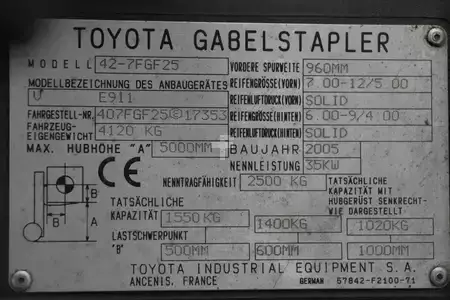 TOYOTA GABELSTAPLER
MODELL 42-7FGF25 VORDERE SPURWEITE 960MM
MODELLBEZEICHNUNG DES ANBAUGERÄTES REIFENGRÖSSE(VORN) 7.00-12/5.00
V E911 REIFENLUFTDRUCK(VORN) SOLID
FAHRGESTELL-NR. 407FGF25©17353 REIFENGRÖSSE(HINTEN) 6.00-9/4.00
FAHRZEUG-EIGENGEWICHT 4120 KG REIFENLUFTDRUCK(HINTEN) SOLID
MAX. HUBHÖHE "A" 5000MM BAUJAHR 2005
CE NENNLEISTUNG 35KW
NENNTRAGFÄHIGKEIT 2500 KG
TATSÄCHLICHE KAPAZITÄT MIT HUBGERÜST SENKRECHT-WIE DARGESTELLT
TATSÄCHLICHE
KAPAZITÄT 1550KG 1400KG 1020KG
LASTSCHWERPUNKT
'B' 500MM 600MM 1000MM
B
B A
TOYOTA INDUSTRIAL EQUIPMENT S.A.
ANCENIS. FRANCE GERMAN 57842-F2100-71